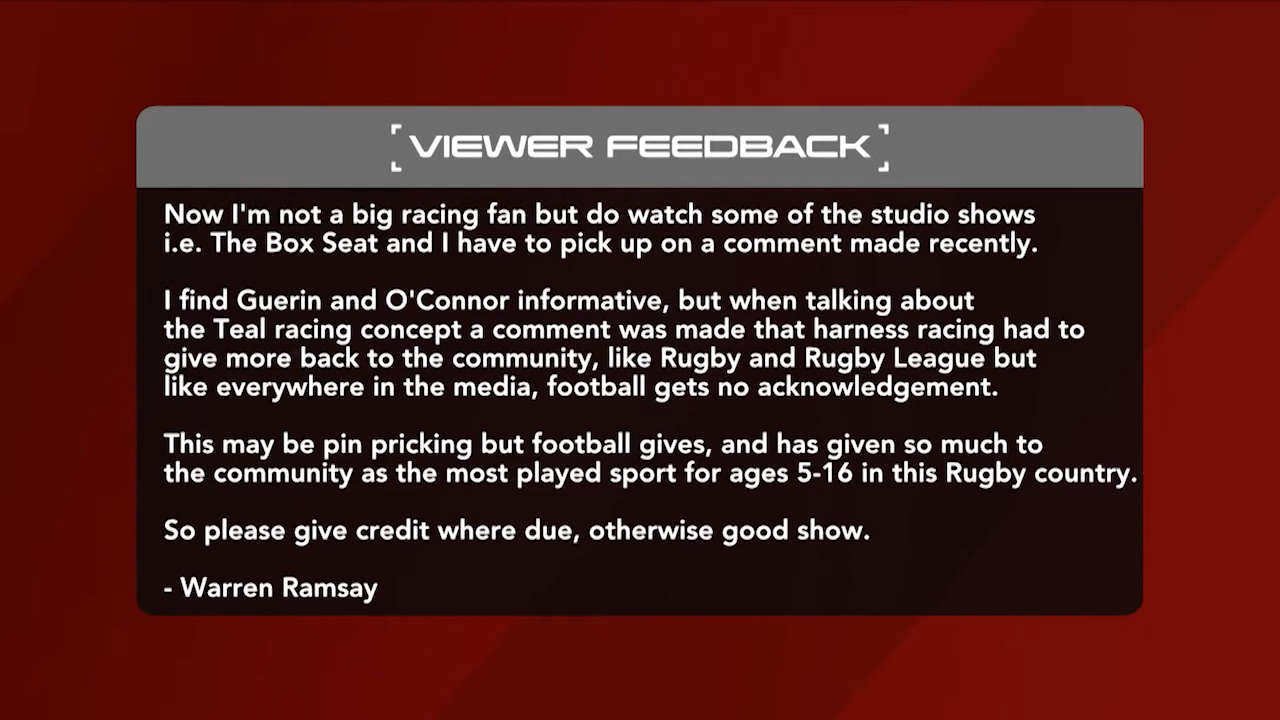 VIEWER FEEDBACK
Now I'm not a big racing fan but do watch some of the studio shows
i.e. The Box Seat and I have to pick up on a comment made recently.
I find Guerin and O'Connor informative, but when talking about
the Teal racing concept a comment was made that harness racing had to
give more back to the community, like Rugby and Rugby League but
like everywhere in the media, football gets no acknowledgement.
This may be pin pricking but football gives, and has given so much to
the community as the most played sport for ages 5-16 in this Rugby country.
So please give credit where due, otherwise good show.
- Warren Ramsay